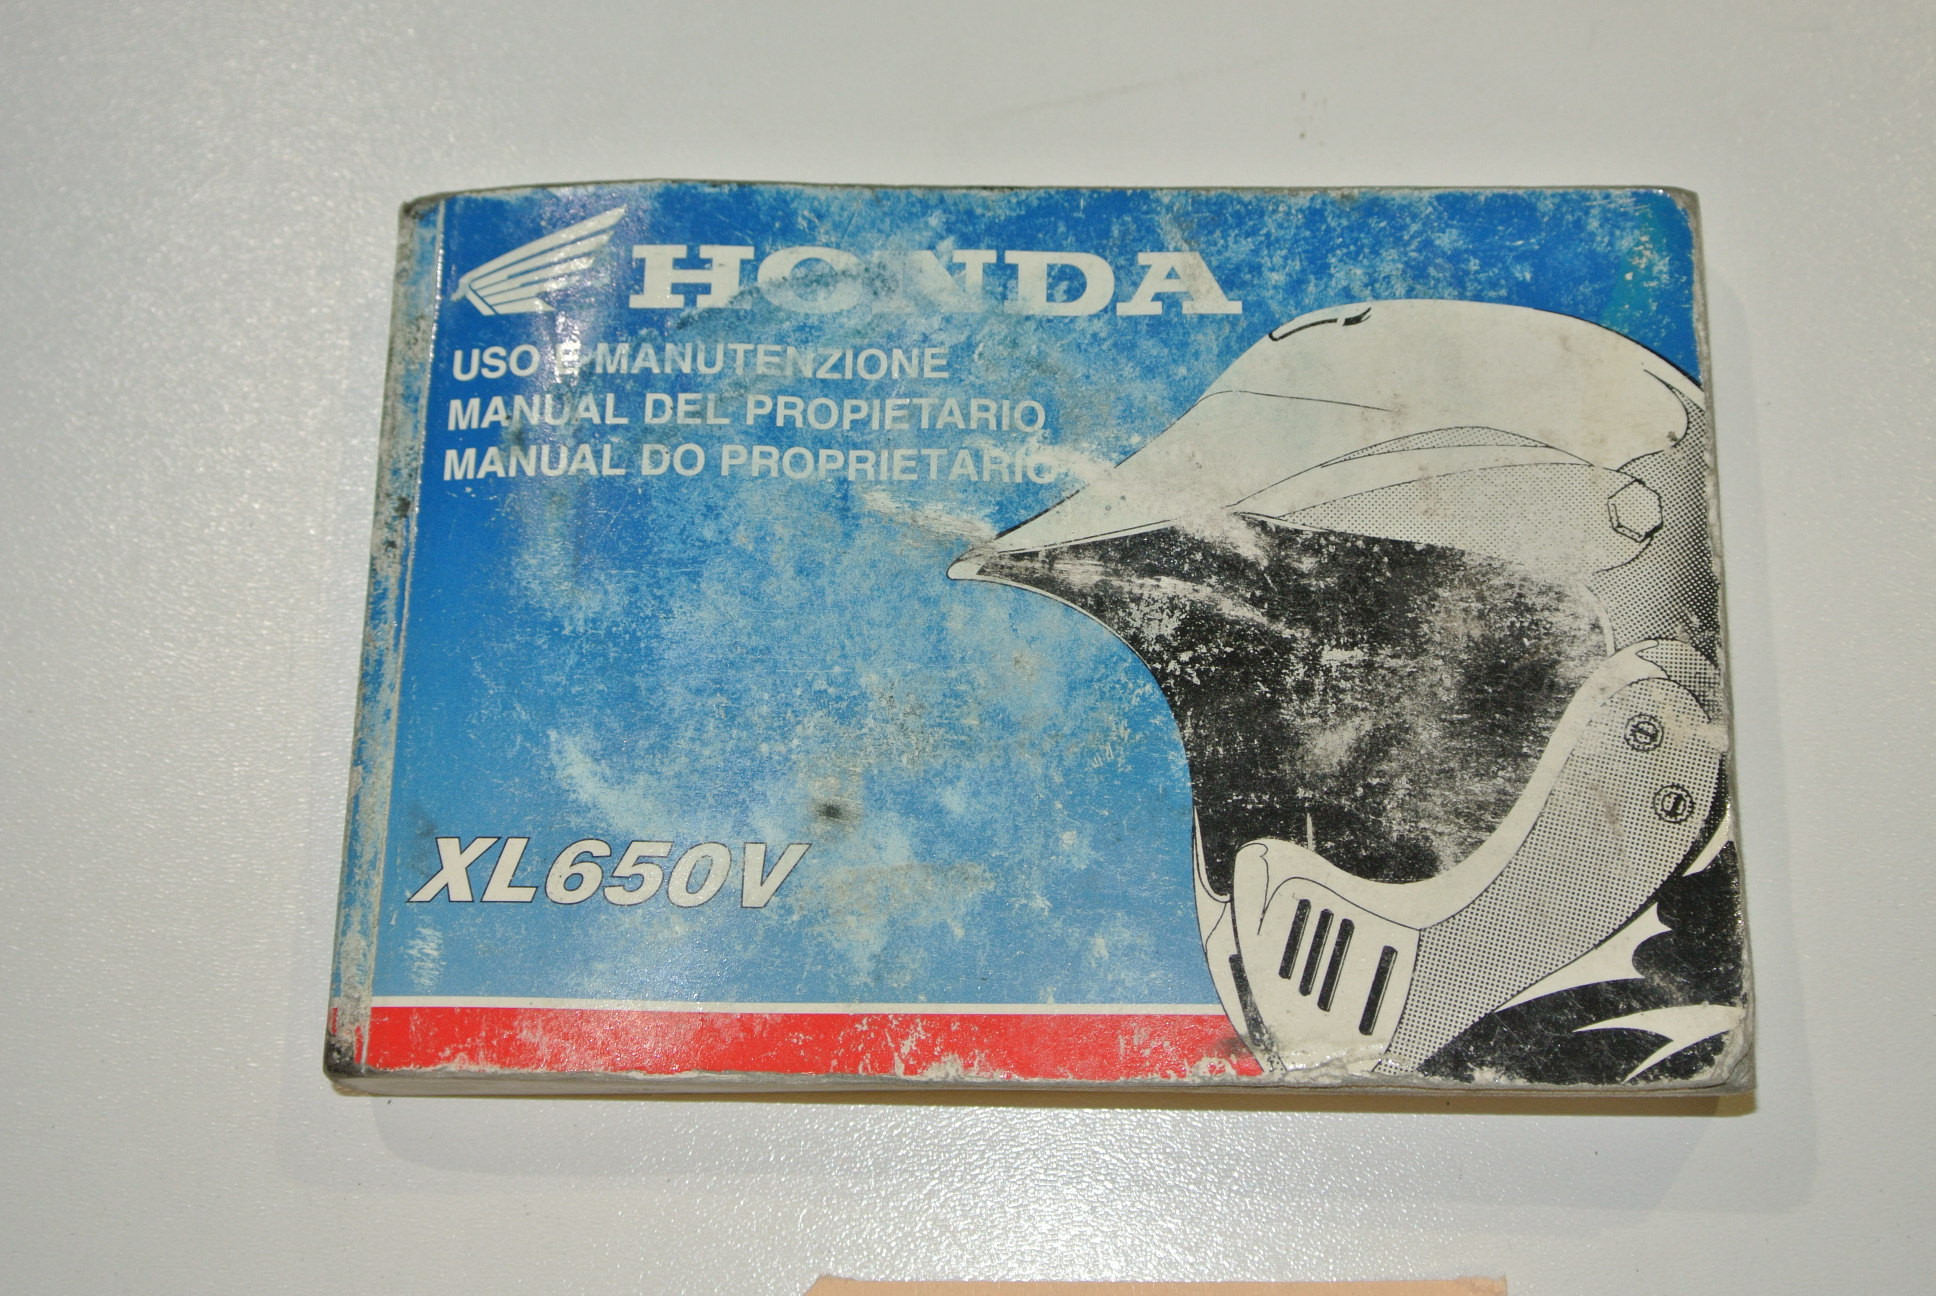 HONDA
USO E MANUTENZIONE
MANUAL DEL PROPIETARIO
MANUAL DO PROPRIETARIO
XL650V